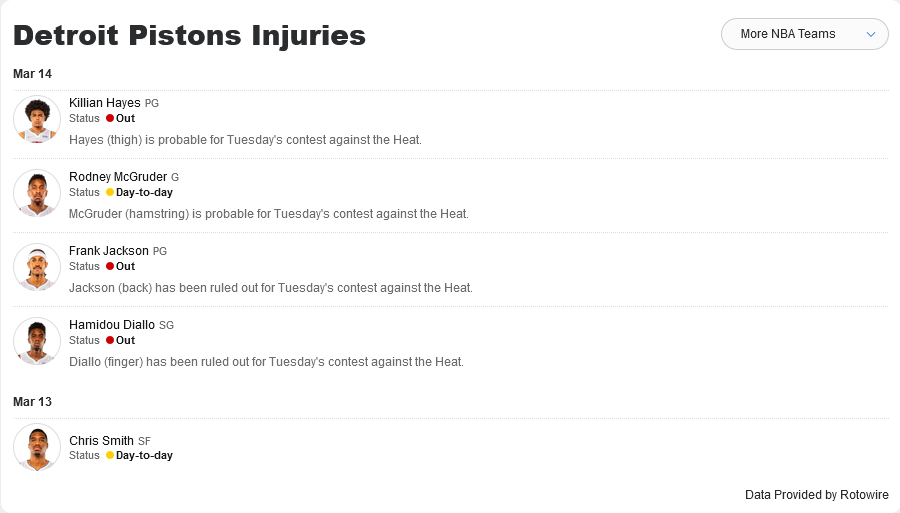 Detroit Pistons Injuries
More NBA Teams
Mar 14
Killian Hayes PG
Status Out
Hayes (thigh) is probable for Tuesday's contest against the Heat.
Rodney McGruder G
Status Day-to-day
McGruder (hamstring) is probable for Tuesday's contest against the Heat.
Frank Jackson PG
Status Out
Jackson (back) has been ruled out for Tuesday's contest against the Heat.
Hamidou Diallo SG
Status Out
Diallo (finger) has been ruled out for Tuesday's contest against the Heat.
Mar 13
Chris Smith SF
Status Day-to-day
Data Provided by Rotowire